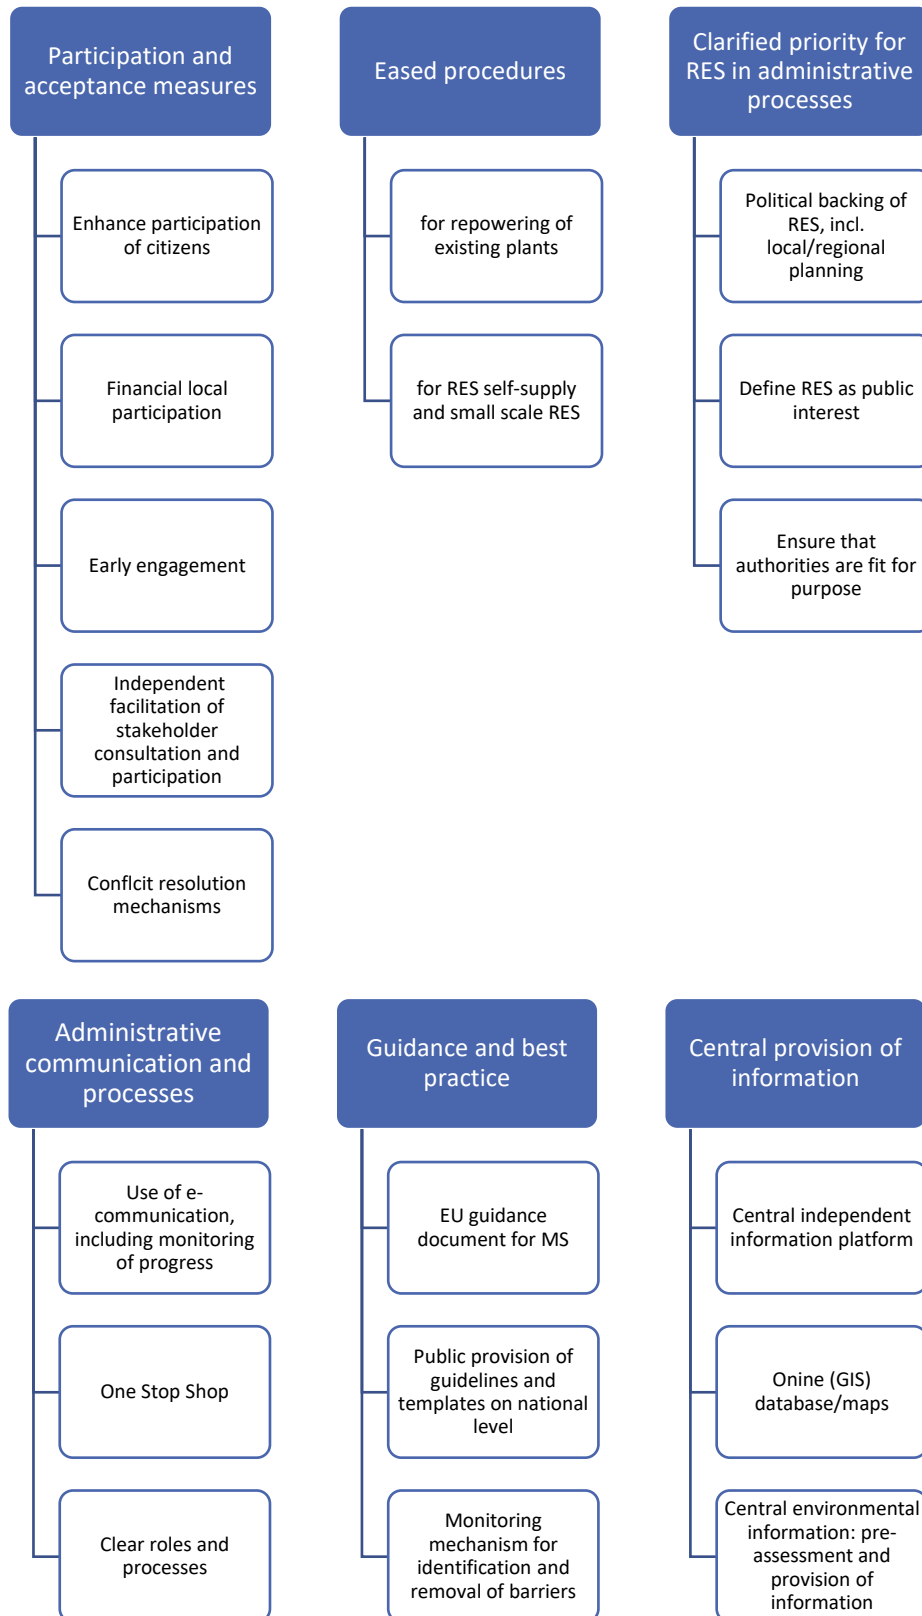 Participation and
acceptance measures
Enhance participation
of citizens
Financial local
participation
Early engagement
Independent
facilitation of
stakeholder
consultation and
participation
Conflcit resolution
mechanisms
Eased procedures
for repowering of
existing plants
for RES self-supply
and small scale RES
Clarified priority for
RES in administrative
processes
Political backing of
RES, incl.
local/regional
planning
Define RES as public
interest
Ensure that
authorities are fit for
purpose
Administrative
communication and
processes
Use of e-
communication,
including monitoring
of progress
One Stop Shop
Clear roles and
processes
Guidance and best
practice
EU guidance
document for MS
Public provision of
guidelines and
templates on national
level
Monitoring
mechanism for
identification and
removal of barriers
Central provision of
information
Central independent
information platform
Onine (GIS)
database/maps
Central environmental
information: pre-
assessment and
provision of
information